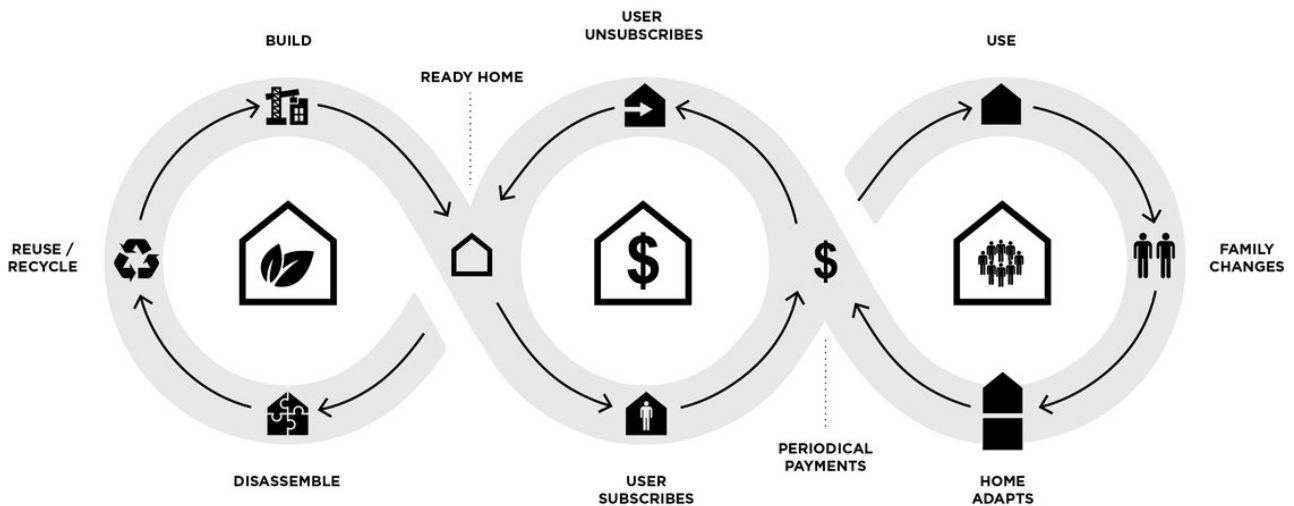 BUILD
USER
UNSUBSCRIBES
USE
READY HOME
REUSE /
RECYCLE
$
$
FAMILY
CHANGES
DISASSEMBLE
USER
SUBSCRIBES
PERIODICAL
PAYMENTS
HOME
ADAPTS